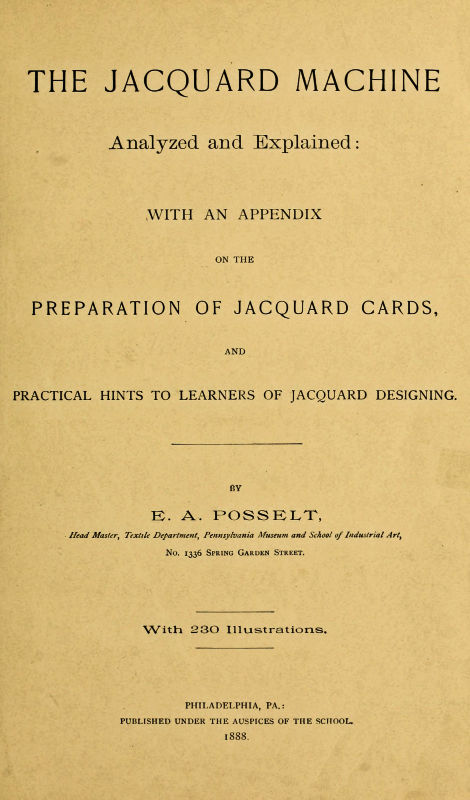 THE JACQUARD MACHINE
Analyzed and Explained:
WITH AN APPENDIX
ON THE
PREPARATION OF JACQUARD CARDS,
AND
PRACTICAL HINTS TO LEARNERS OF JACQUARD DESIGNING.
BY
E. A. POSSELT,
Head Master, Textile Department, Pennsylvania Museum and School of Industrial Art,
No. 1336 Spring Garden Street.
With 230 Illustrations.
PHILADELPHIA, PA.:
PUBLISHED UNDER THE AUSPICES OF THE SCHOOL.
1888.